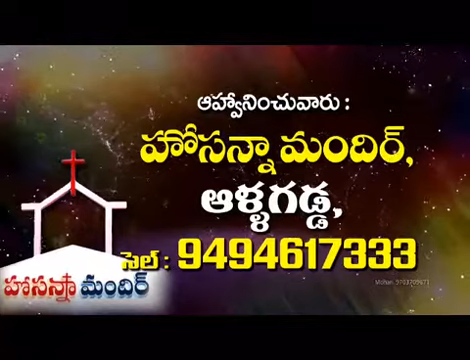 ఆహ్వానించువారు :
హోసన్నా మందిర్,
ఆళ్ళగడ్డ,
సెల్ : 9494617333
హోసన్నా మందిర్